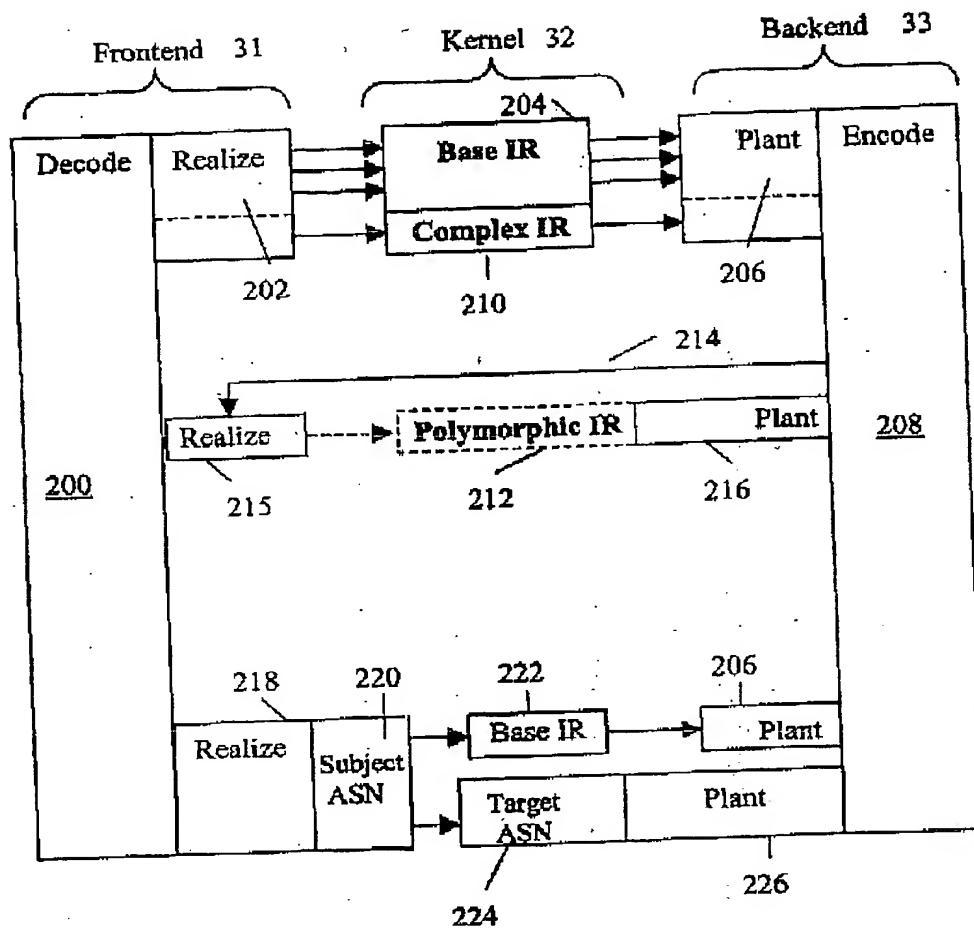 Frontend 31
Kernel 32
Backend 33
204
Decode
Realize
Base IR
Plant
Encode
Complex IR
202
210
206
214
Realize
Polymorphic IR
Plant
208
200
215
212
216
218
220
222
206
Realize
Subject
ASN
Base IR
Plant
Target
ASN
Plant
224
226